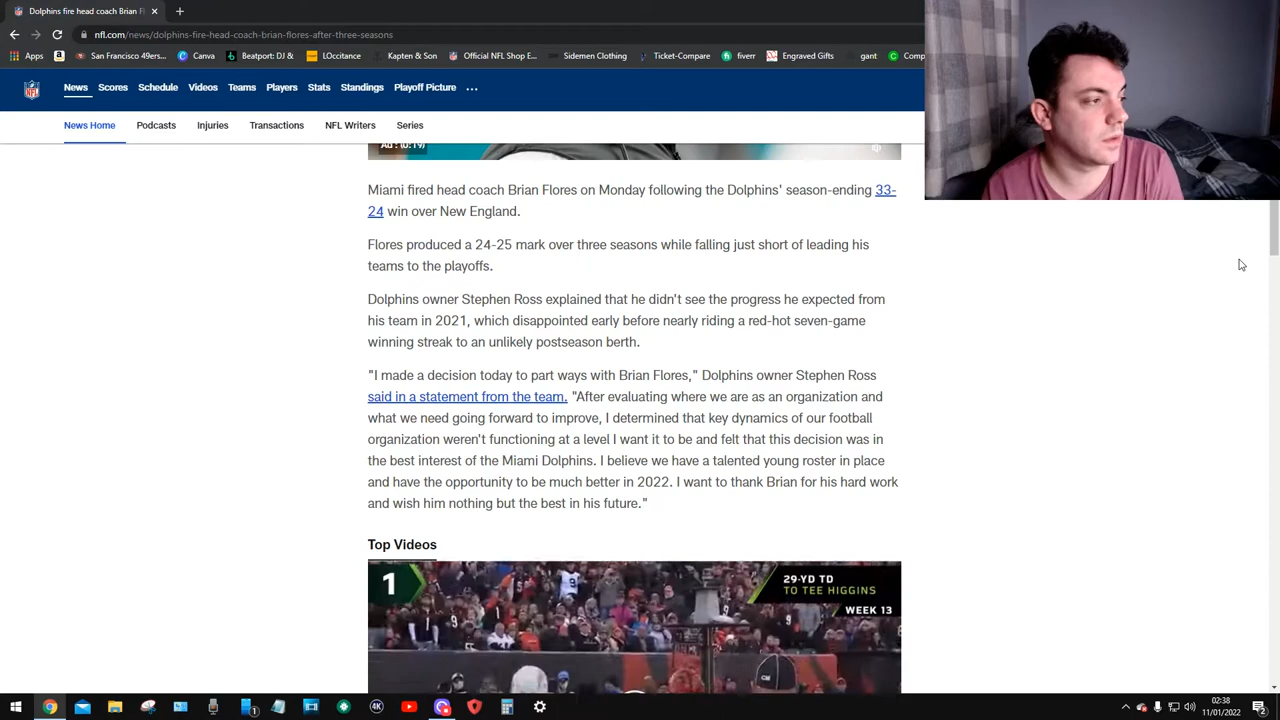 Dolphins fire head coach Brian Fl
nfl.com/news/dolphins-fire-head-coach-brian-flores-after-three-seasons
Apps
San Francisco 49ers...
Canva
Beatport: DJ &
LOccitance
Kapten & Son
Official NFL Shop E...
Sidemen Clothing
Ticket-Compare
fiverr
Engraved Gifts
gant
Comp
News Scores Schedule Videos Teams Players Stats Standings Playoff Picture ...
News Home Podcasts Injuries Transactions NFL Writers Series
Ad : (0:19)
Miami fired head coach Brian Flores on Monday following the Dolphins' season-ending 33-
24 win over New England.
Flores produced a 24-25 mark over three seasons while falling just short of leading his
teams to the playoffs.
Dolphins owner Stephen Ross explained that he didn't see the progress he expected from
his team in 2021, which disappointed early before nearly riding a red-hot seven-game
winning streak to an unlikely postseason berth.
"I made a decision today to part ways with Brian Flores," Dolphins owner Stephen Ross
said in a statement from the team. "After evaluating where we are as an organization and
what we need going forward to improve, I determined that key dynamics of our football
organization weren't functioning at a level I want it to be and felt that this decision was in
the best interest of the Miami Dolphins. I believe we have a talented young roster in place
and have the opportunity to be much better in 2022. I want to thank Brian for his hard work
and wish him nothing but the best in his future."
Top Videos
1
29-YD TD
TO TEE HIGGINS
WEEK 13
02:38
11/01/2022